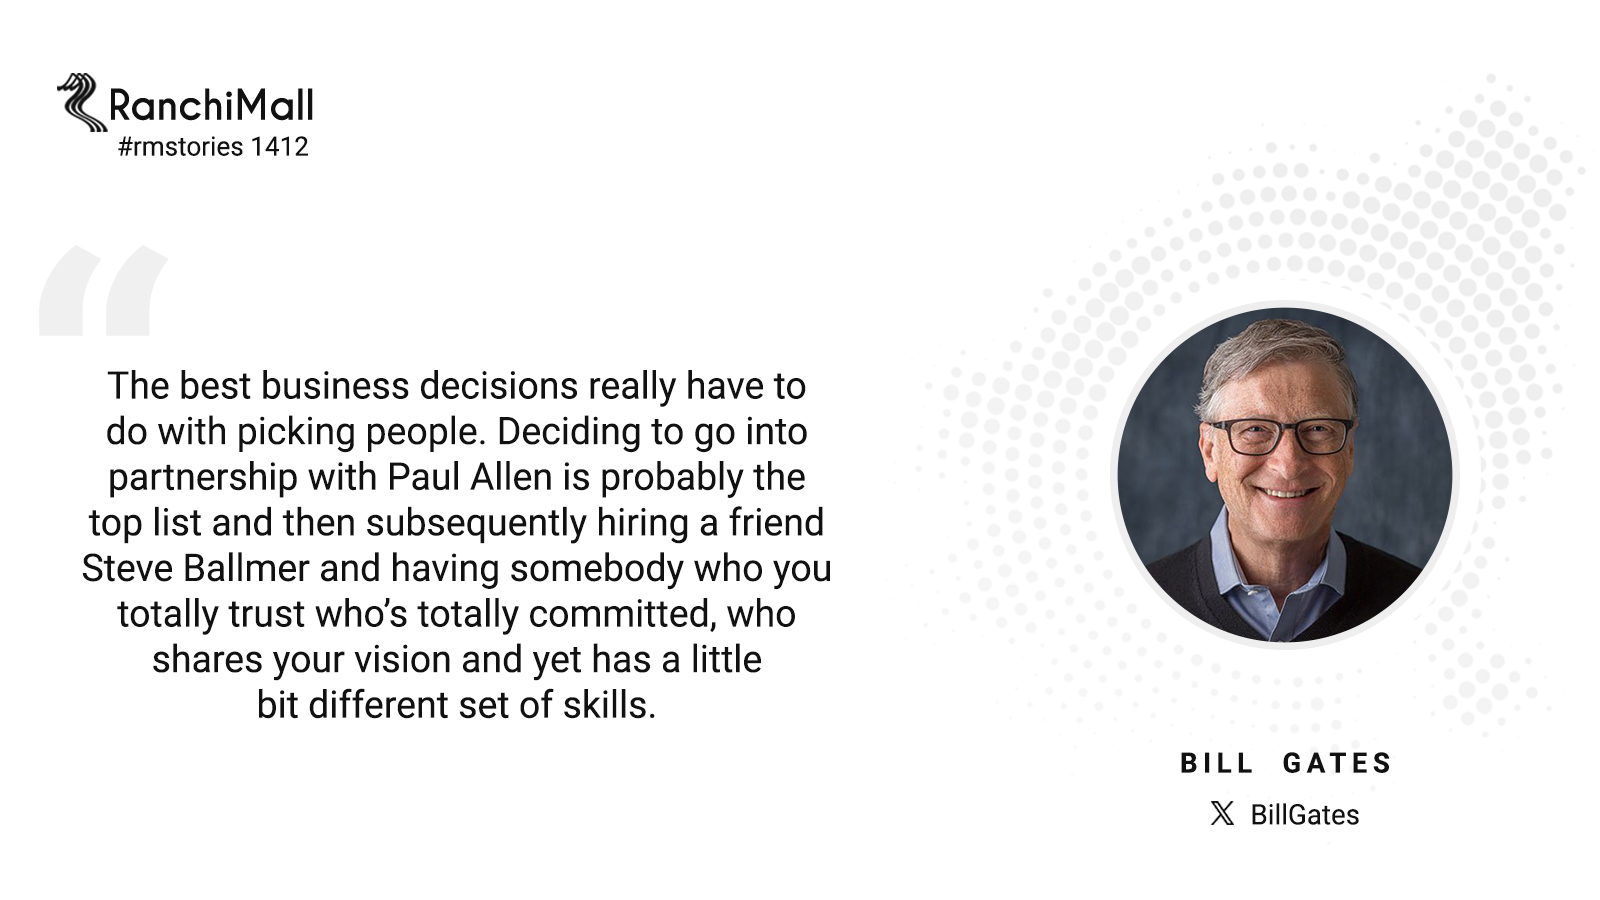 RanchiMall
#rmstories 1412
“
The best business decisions really have to
do with picking people. Deciding to go into
partnership with Paul Allen is probably the
top list and then subsequently hiring a friend
Steve Ballmer and having somebody who you
totally trust who’s totally committed, who
shares your vision and yet has a little
bit different set of skills.
BILL GATES
𝕏 BillGates